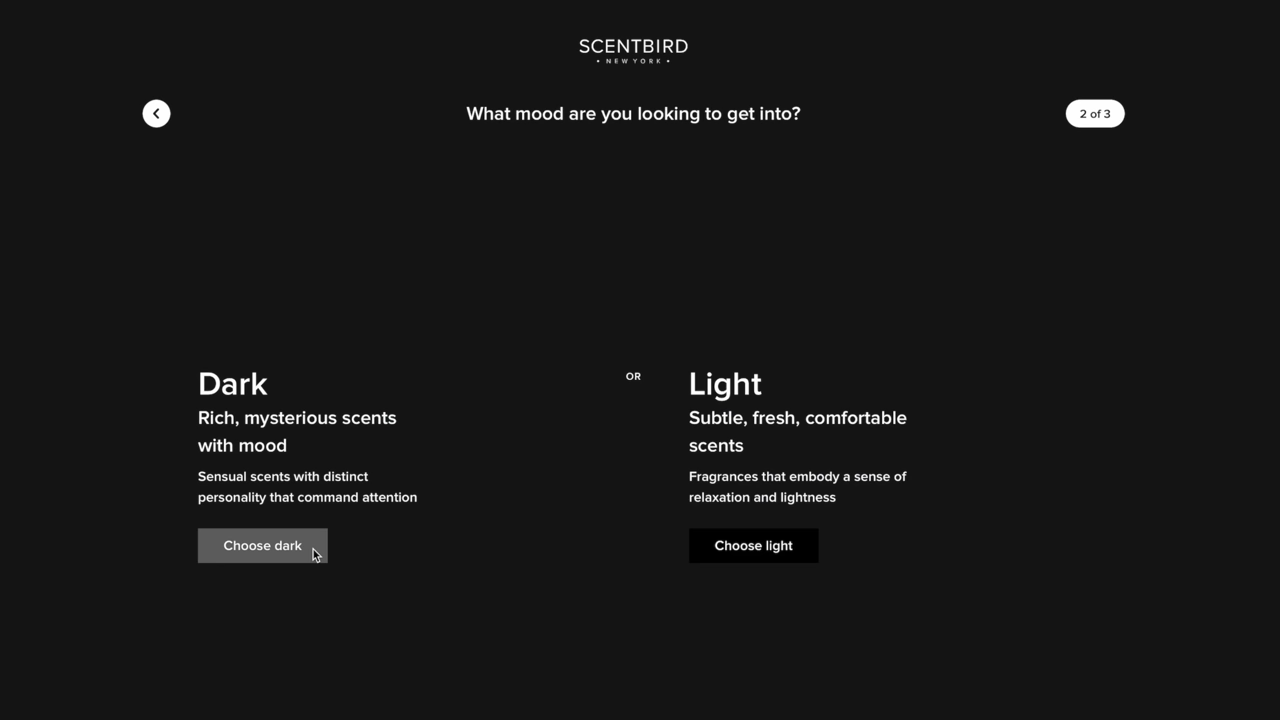 SCENTBIRD
• NEW YORK •
What mood are you looking to get into?
2 of 3
Dark
Rich, mysterious scents
with mood
Sensual scents with distinct
personality that command attention
Choose dark
OR
Light
Subtle, fresh, comfortable
scents
Fragrances that embody a sense of
relaxation and lightness
Choose light